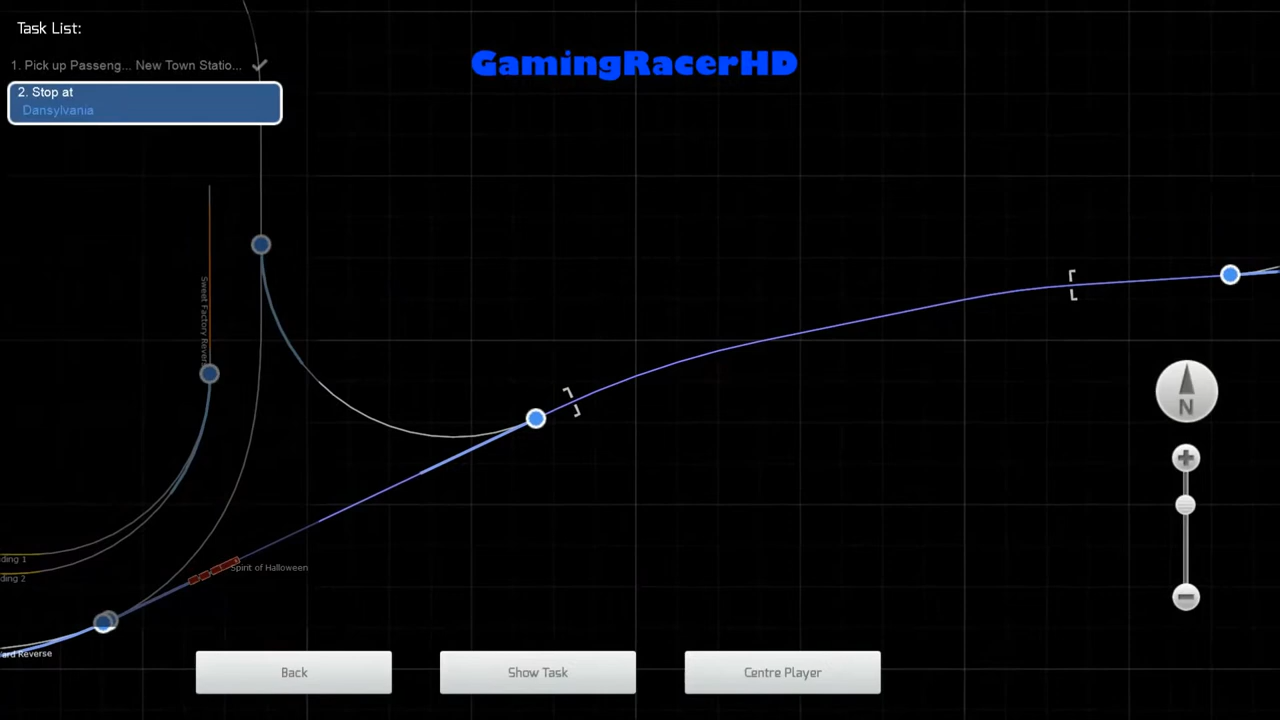 Task List:
GamingRacerHD
1. Pick up Passeng... New Town Statio...
2. Stop at
Dansylvania
Sweet Factory Revers
ding 1
ding 2
Spirit of Halloween
ard Reverse
N
Back
Show Task
Centre Player